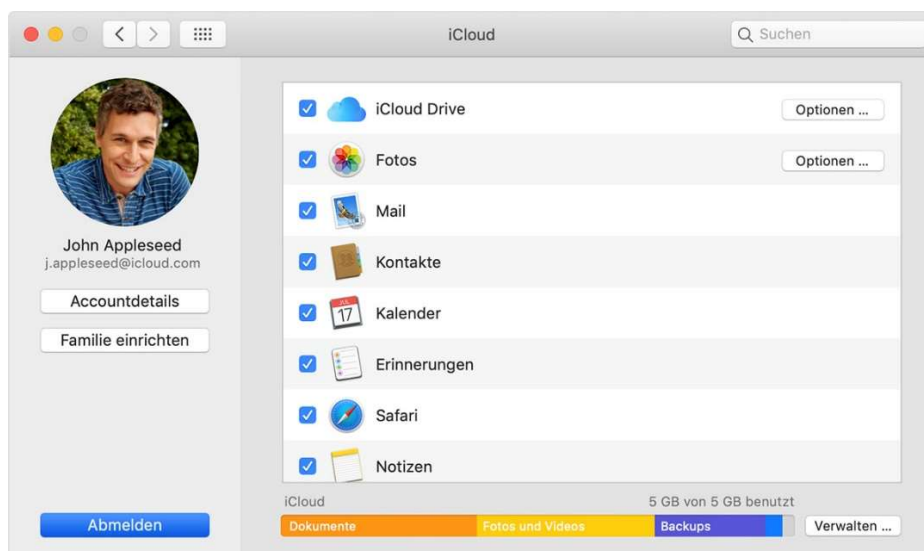 iCloud
Suchen
John Appleseed
j.appleseed@icloud.com
Accountdetails
Familie einrichten
Abmelden
iCloud Drive
Optionen ...
Fotos
Optionen ...
Mail
Kontakte
JUL
17
Kalender
Erinnerungen
Safari
Notizen
iCloud
5 GB von 5 GB benutzt
Dokumente
Fotos und Videos
Backups
Verwalten ...